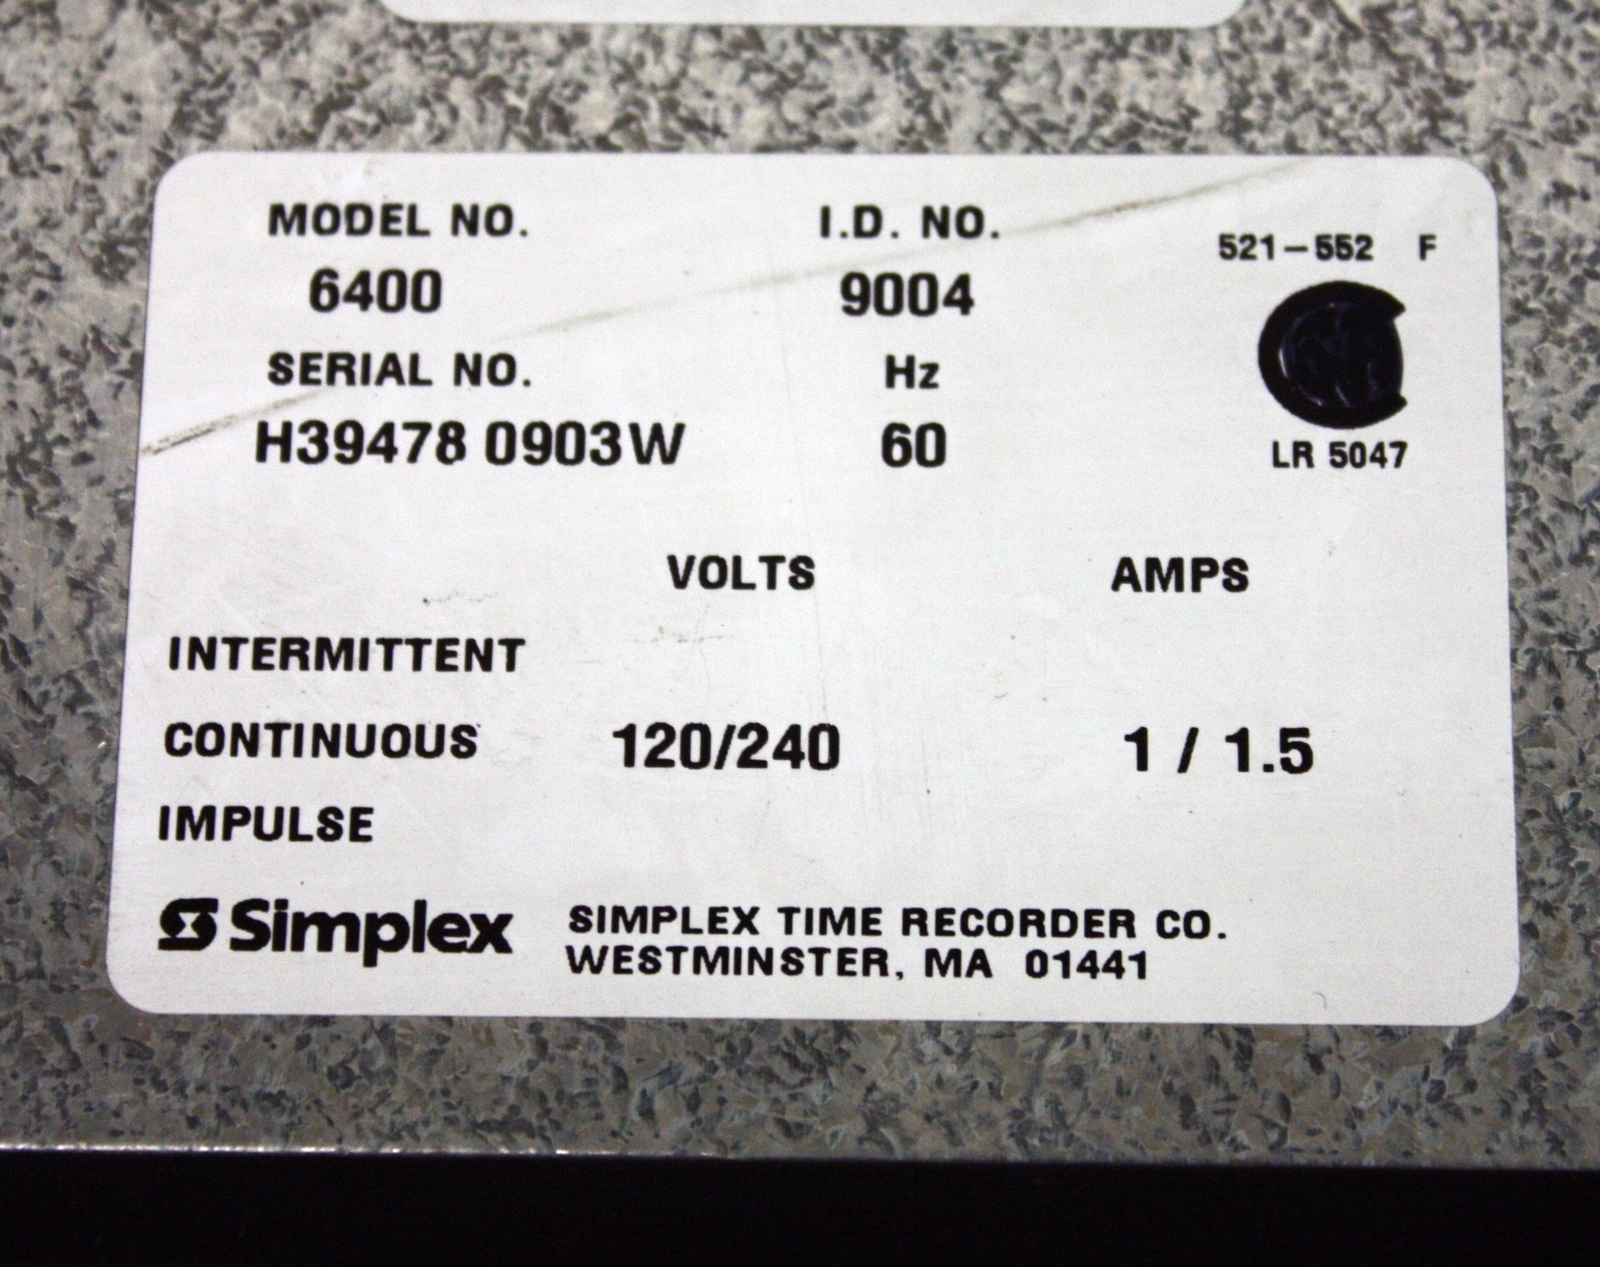 MODEL NO. I.D. NO.
521-552 F
6400 9004
SERIAL NO. Hz
H39478 0903W 60
LR 5047
VOLTS AMPS
INTERMITTENT
CONTINUOUS 120/240 1 / 1.5
IMPULSE
Simplex SIMPLEX TIME RECORDER CO.
WESTMINSTER, MA 01441